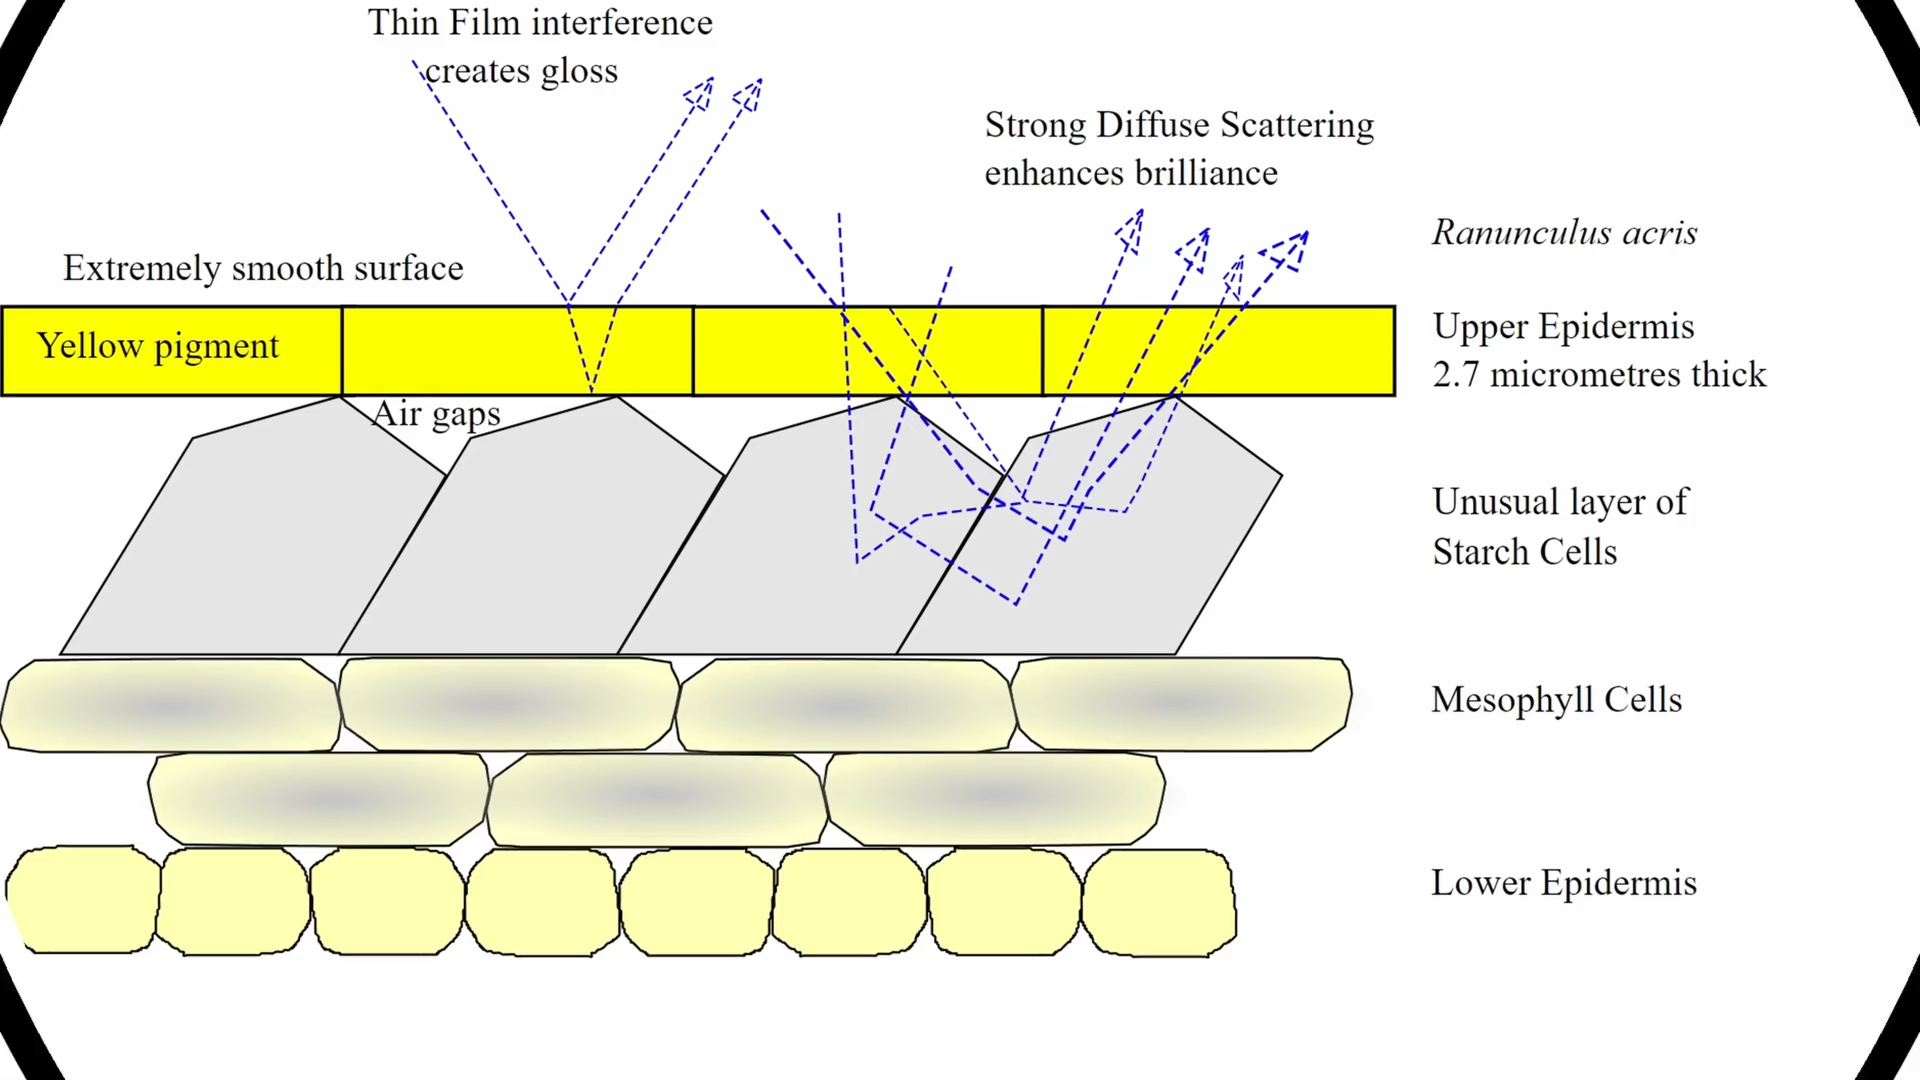 Thin Film interference
creates gloss
Strong Diffuse Scattering
enhances brilliance
Ranunculus acris
Extremely smooth surface
Yellow pigment
Upper Epidermis
2.7 micrometres thick
Air gaps
Unusual layer of
Starch Cells
Mesophyll Cells
Lower Epidermis